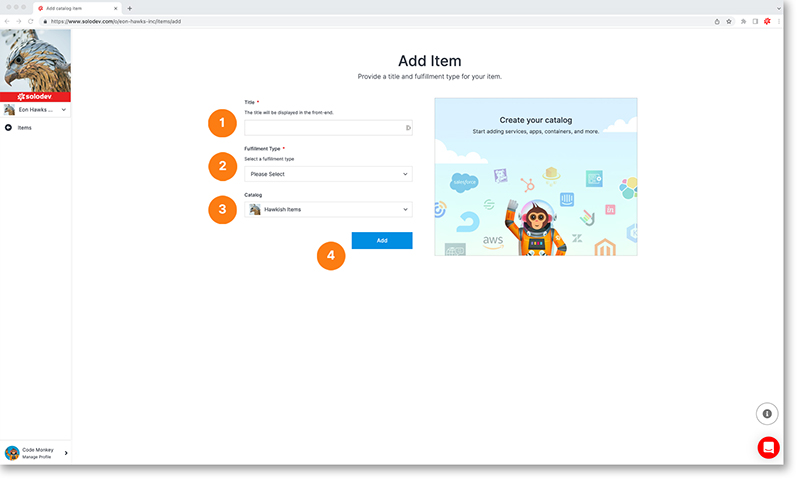 Add catalog item
https://www.solodev.com/o/eon-hawks-inc/items/add
solodev
Eon Hawks ...
Items
Add Item
Provide a title and fulfillment type for your item.
1
Title *
The title will be displayed in the front-end.
2
Fulfillment Type *
Select a fulfillment type
Please Select
3
Catalog
Hawkish Items
Add
4
Create your catalog
Start adding services, apps, containers, and more.
salesforce
aws
Code Monkey
Manage Profile